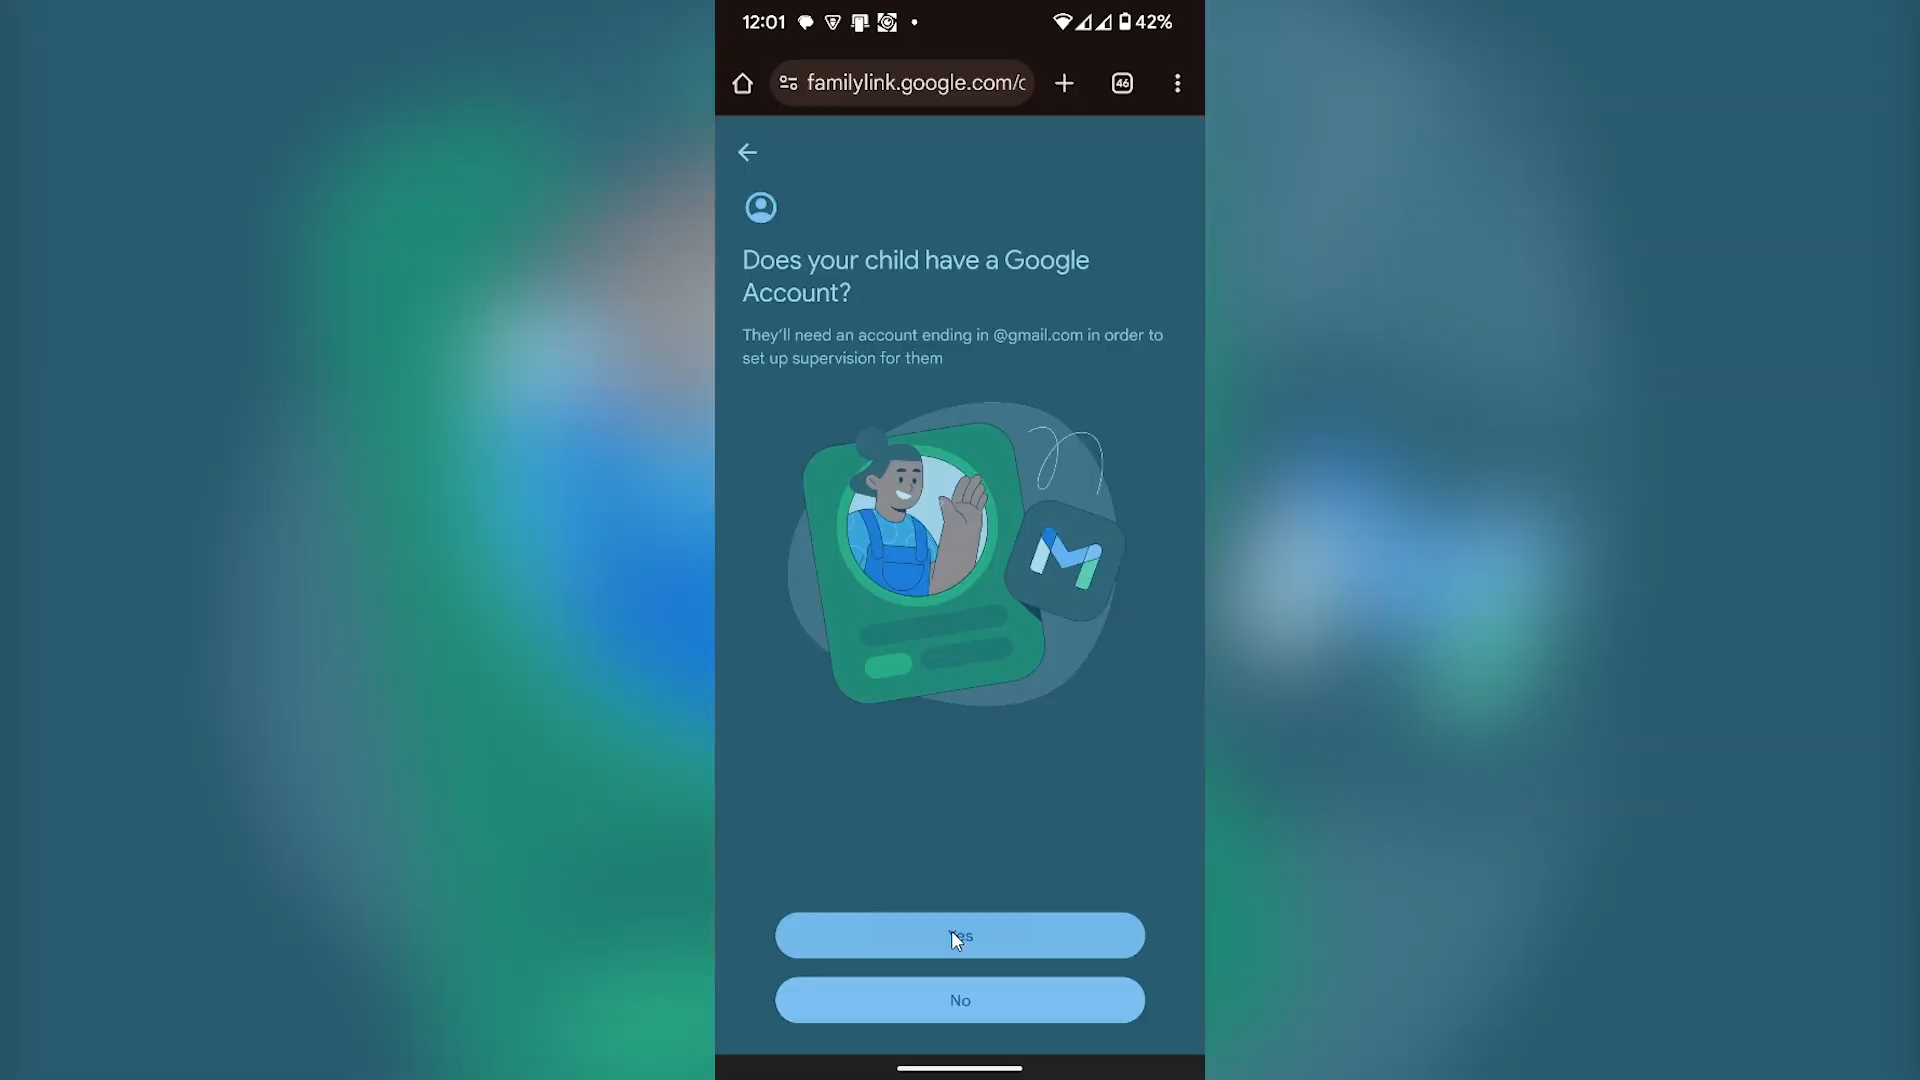 12:01
42%
familylink.google.com/c
46
Does your child have a Google
Account?
They'll need an account ending in @gmail.com in order to
set up supervision for them
No